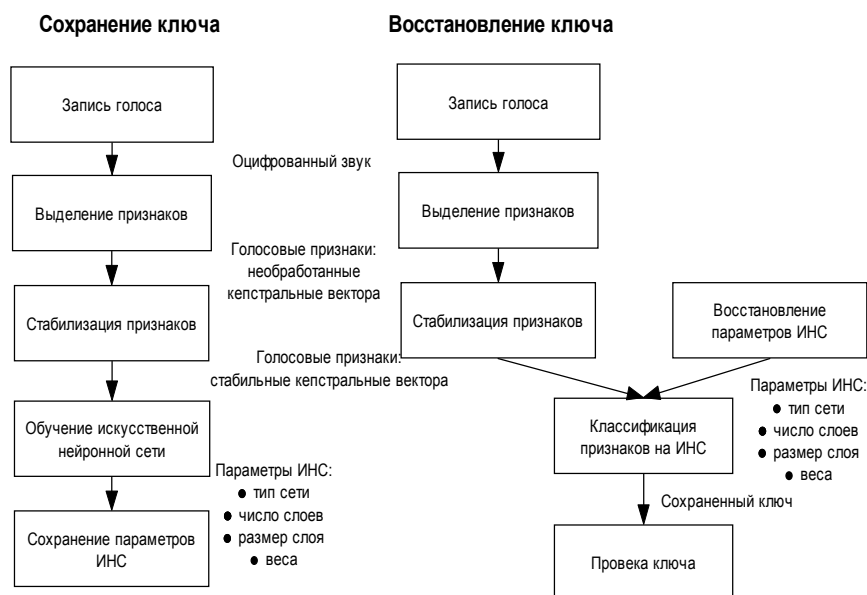 Сохранение ключа
Запись голоса
Выделение признаков
Стабилизация признаков
Обучение искусственной
нейронной сети
Сохранение параметров
ИНС
Оцифрованный звук
Голосовые признаки:
необработанные
кепстральные вектора
Голосовые признаки:
стабильные кепстральные вектора
Параметры ИНС:
● тип сети
● число слоев
● размер слоя
● веса
Восстановление ключа
Запись голоса
Выделение признаков
Стабилизация признаков
Восстановление
параметров ИНС
Параметры ИНС:
● тип сети
● число слоев
● размер слоя
● веса
Классификация
признаков на ИНС
Сохраненный ключ
Провека ключа